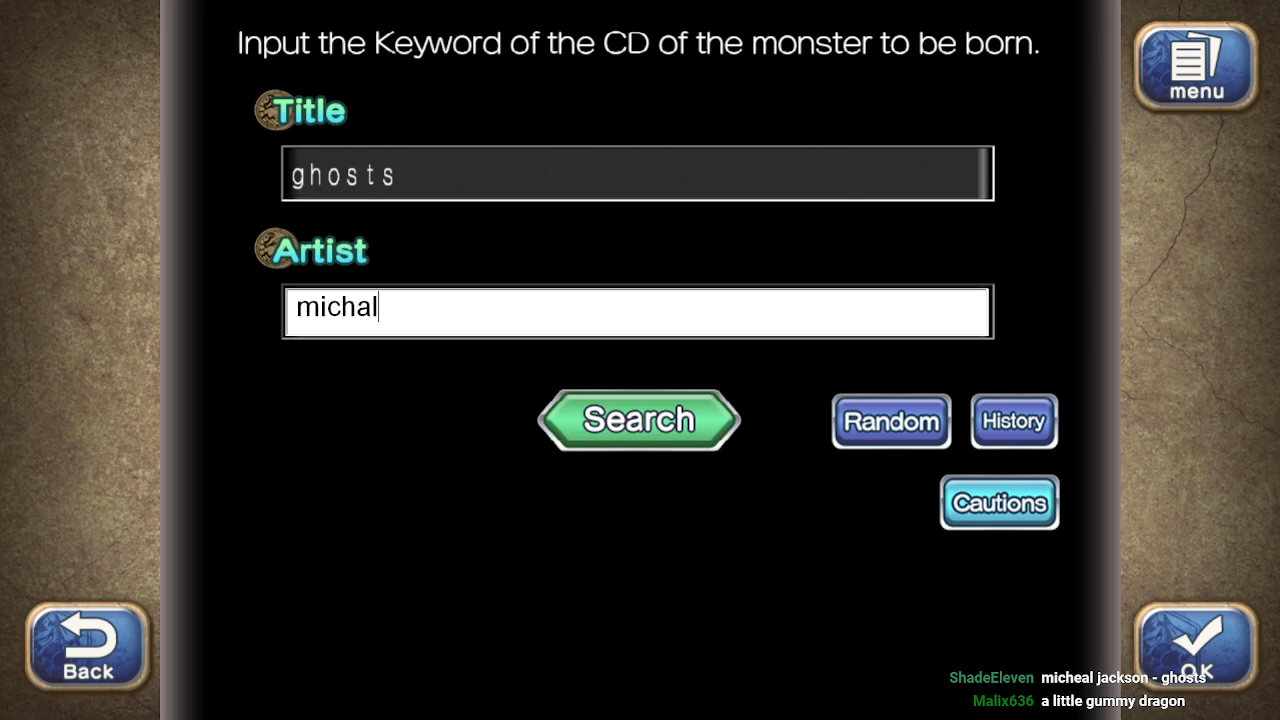 Input the Keyword of the CD of the monster to be born.
menu
Title
ghosts
Artist
michal
Search
Random
History
Cautions
Back
OK
ShadeEleven micheal jackson - ghosts
Malix636 a little gummy dragon